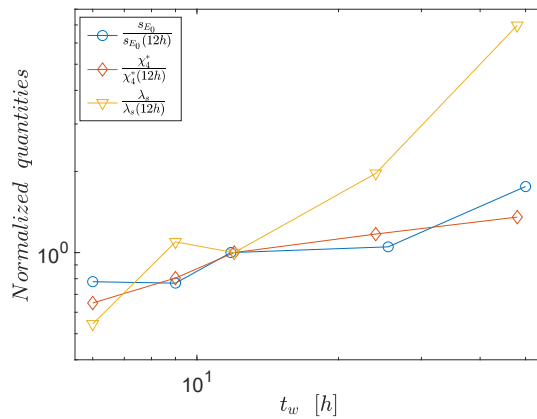 s_{E_0} / s_{E_0}(12h)
χ_4^* / χ_4^*(12h)
λ_s / λ_s(12h)
Normalized quantities
10^0
10^1
t_w [h]